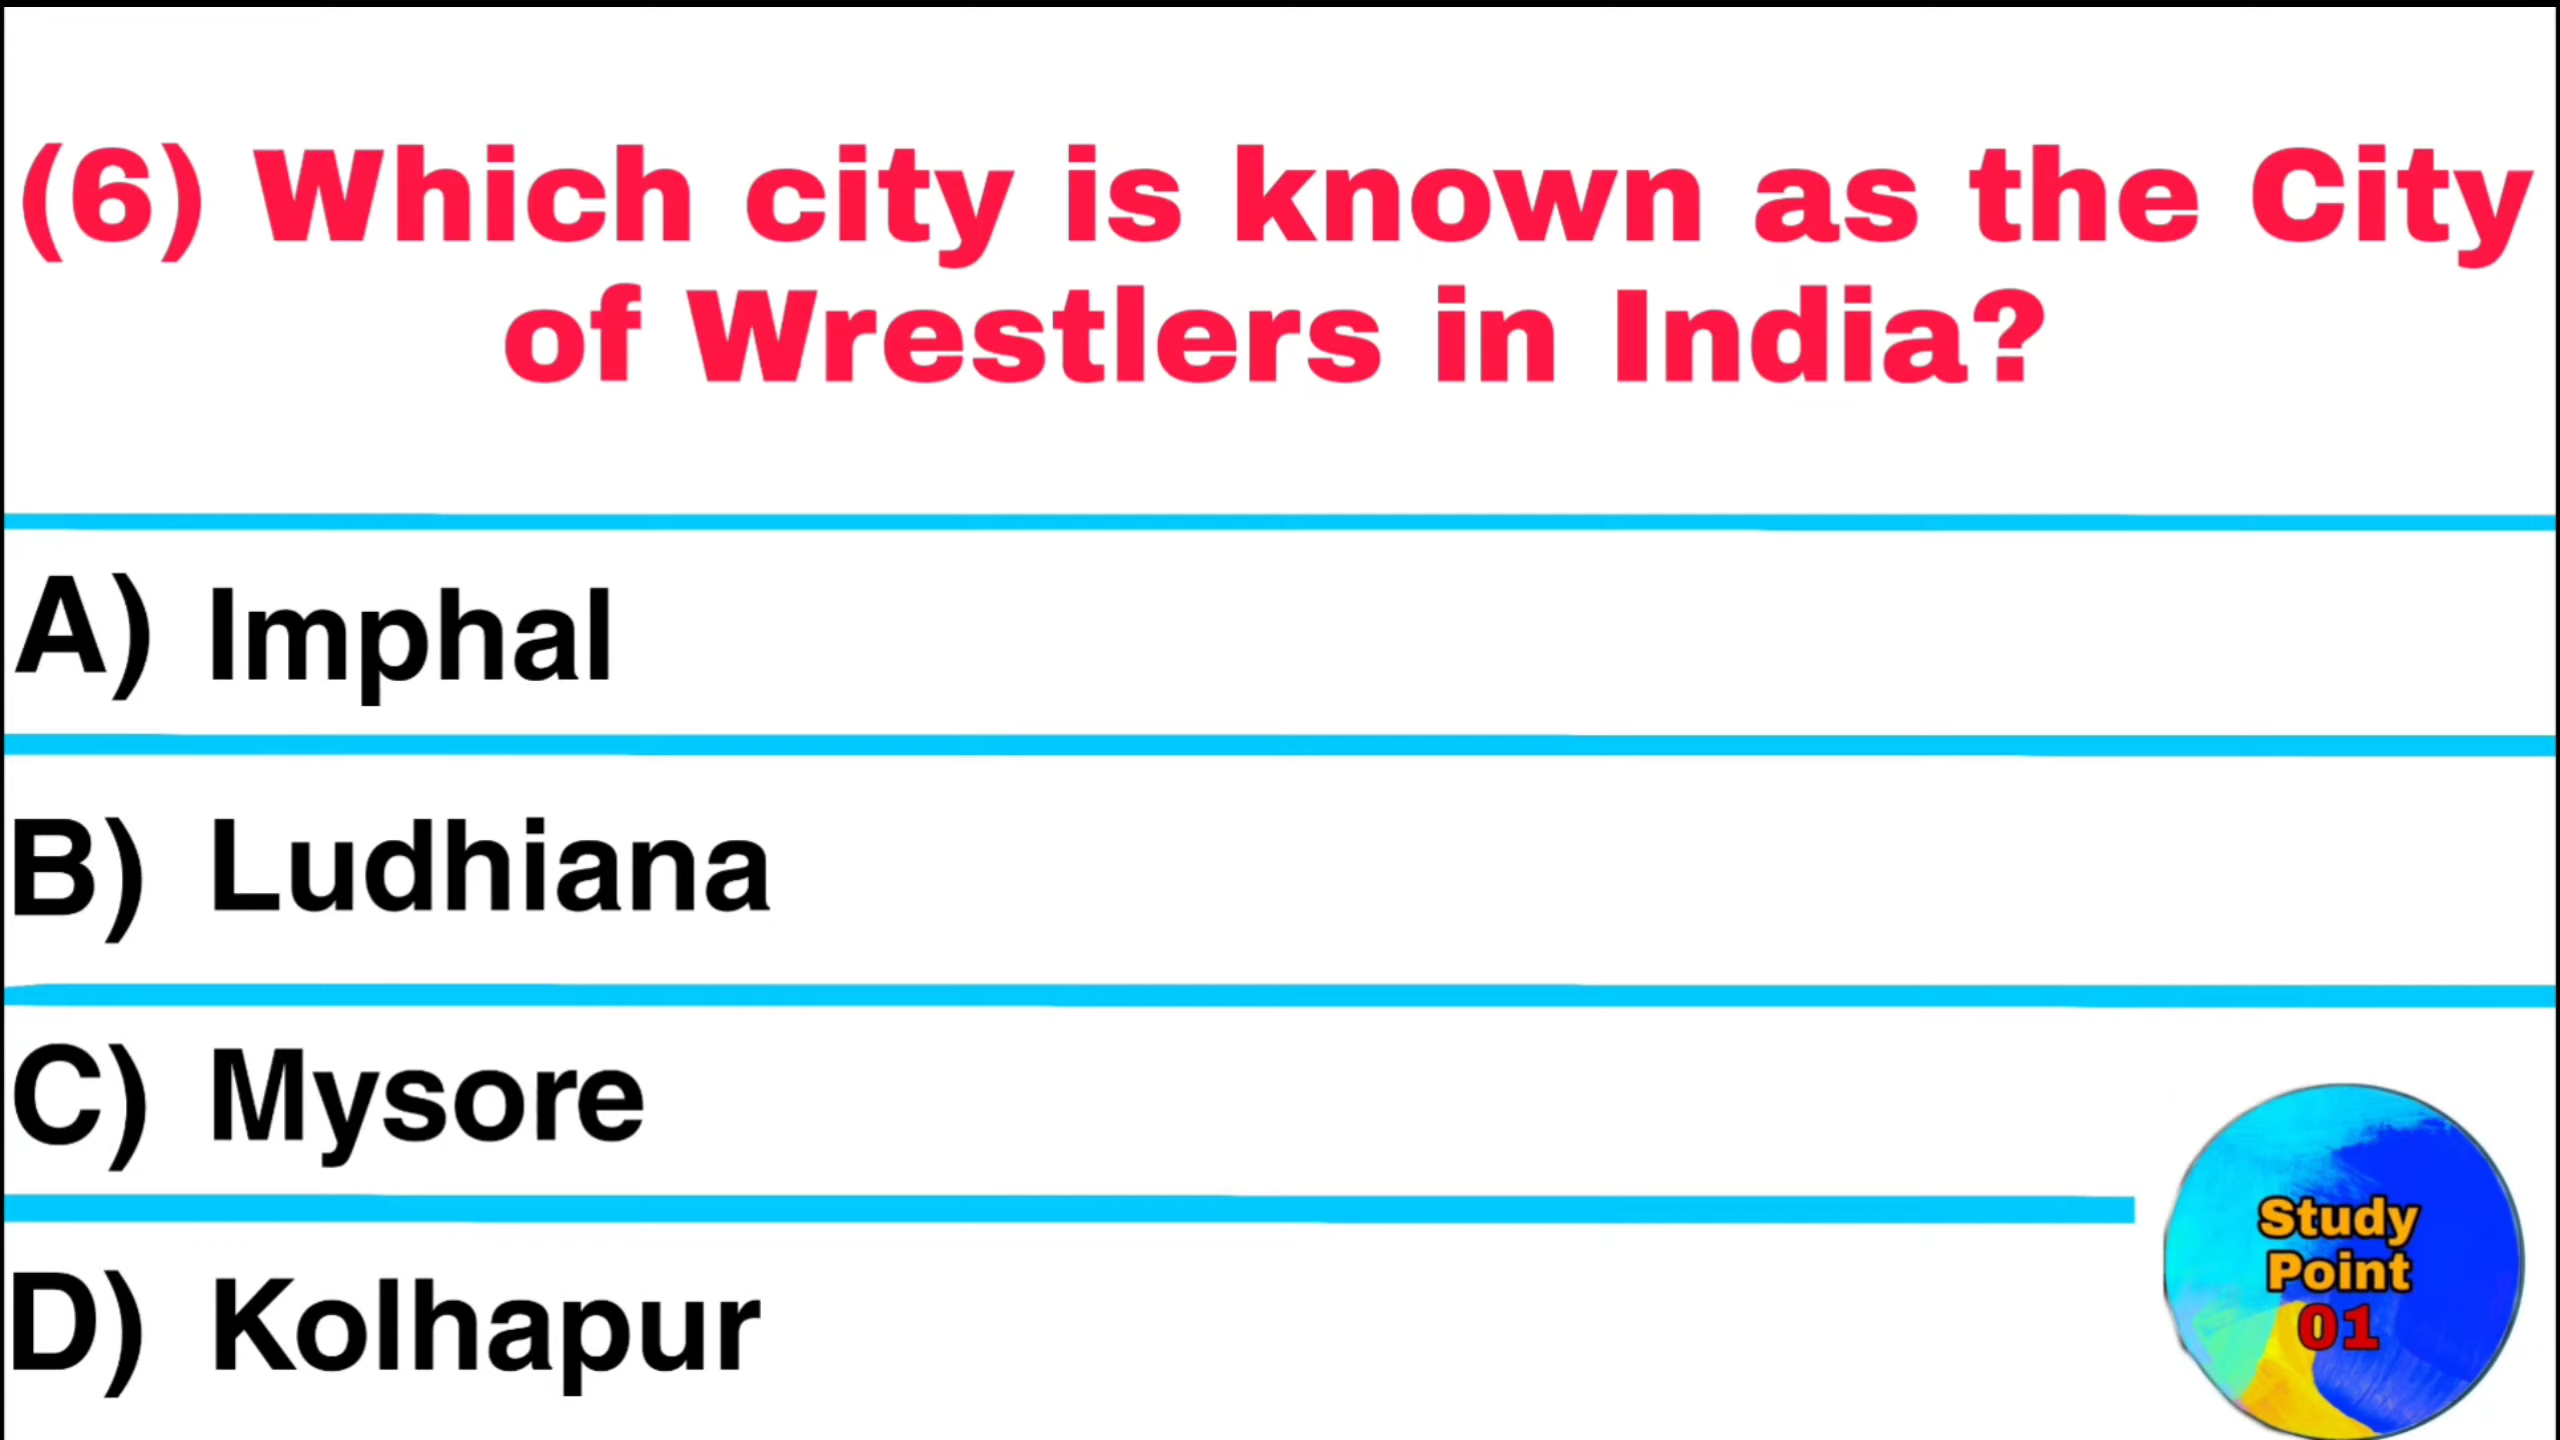 (6) Which city is known as the City
of Wrestlers in India?
A) Imphal
B) Ludhiana
C) Mysore
D) Kolhapur
Study
Point
01